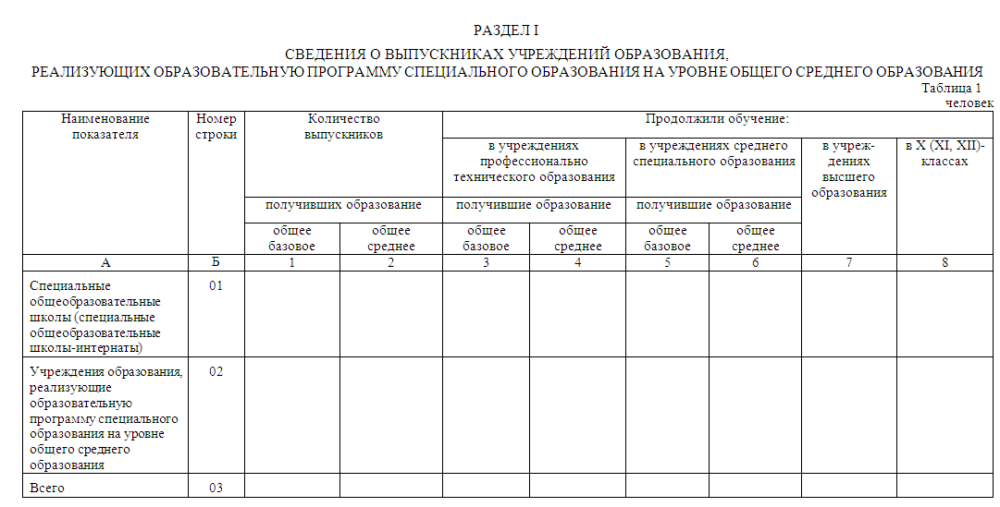 РАЗДЕЛ I
СВЕДЕНИЯ О ВЫПУСКНИКАХ УЧРЕЖДЕНИЙ ОБРАЗОВАНИЯ,
РЕАЛИЗУЮЩИХ ОБРАЗОВАТЕЛЬНУЮ ПРОГРАММУ СПЕЦИАЛЬНОГО ОБРАЗОВАНИЯ НА УРОВНЕ ОБЩЕГО СРЕДНЕГО ОБРАЗОВАНИЯ
Таблица 1
человек
Наименование
показателя
Номер
строки
Количество
выпускников
Продолжили обучение:
в учреждениях
профессионально
технического образования
в учреждениях среднего
специального образования
в учреж-
дениях
высшего
образования
в X (XI, XII)-
классах
получивших образование
получившие образование
получившие образование
общее
базовое
общее
среднее
общее
базовое
общее
среднее
общее
базовое
общее
среднее
А Б 1 2 3 4 5 6 7 8
Специальные
общеобразовательные
школы (специальные
общеобразовательные
школы-интернаты)
01
Учреждения образования,
реализующие
образовательную
программу специального
образования на уровне
общего среднего
образования
02
Всего 03